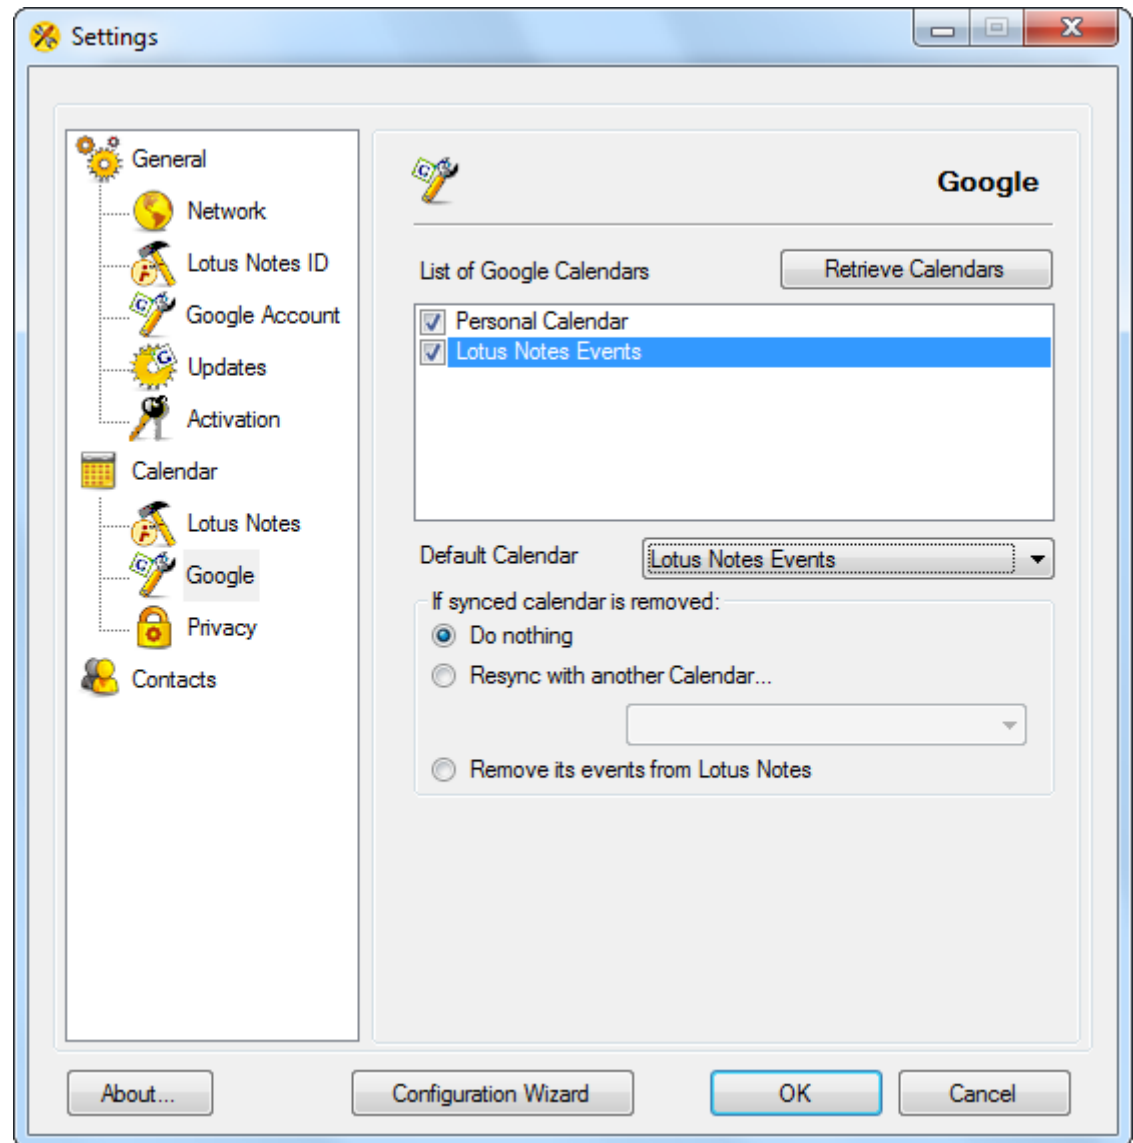 Settings
General
Network
Lotus Notes ID
Google Account
Updates
Activation
Calendar
Lotus Notes
Google
Privacy
Contacts
Google
List of Google Calendars
Retrieve Calendars
Personal Calendar
Lotus Notes Events
Default Calendar
Lotus Notes Events
If synced calendar is removed:
Do nothing
Resync with another Calendar...
Remove its events from Lotus Notes
About...
Configuration Wizard
OK
Cancel